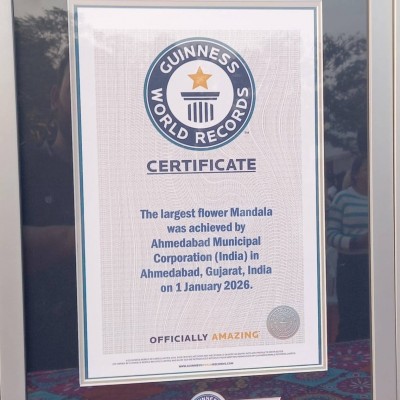 GUINNESS
WORLD RECORDS
CERTIFICATE
The largest flower Mandala
was achieved by
Ahmedabad Municipal
Corporation (India) in
Ahmedabad, Gujarat, India
on 1 January 2026.
OFFICIALLY AMAZING